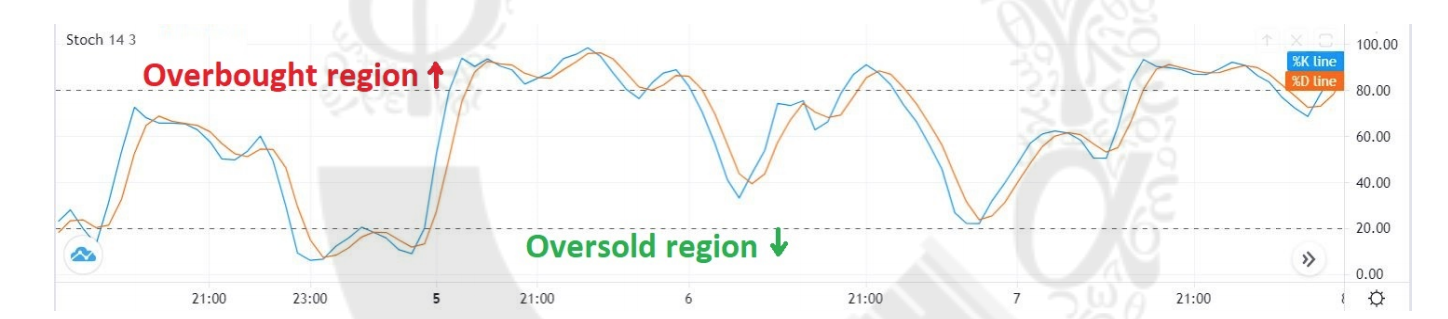 Stoch 14 3
100.00
%K line
Overbought region
%D line
80.00
60.00
40.00
20.00
Oversold region
0.00
21:00 23:00 5 21:00 6 21:00 7 21:00